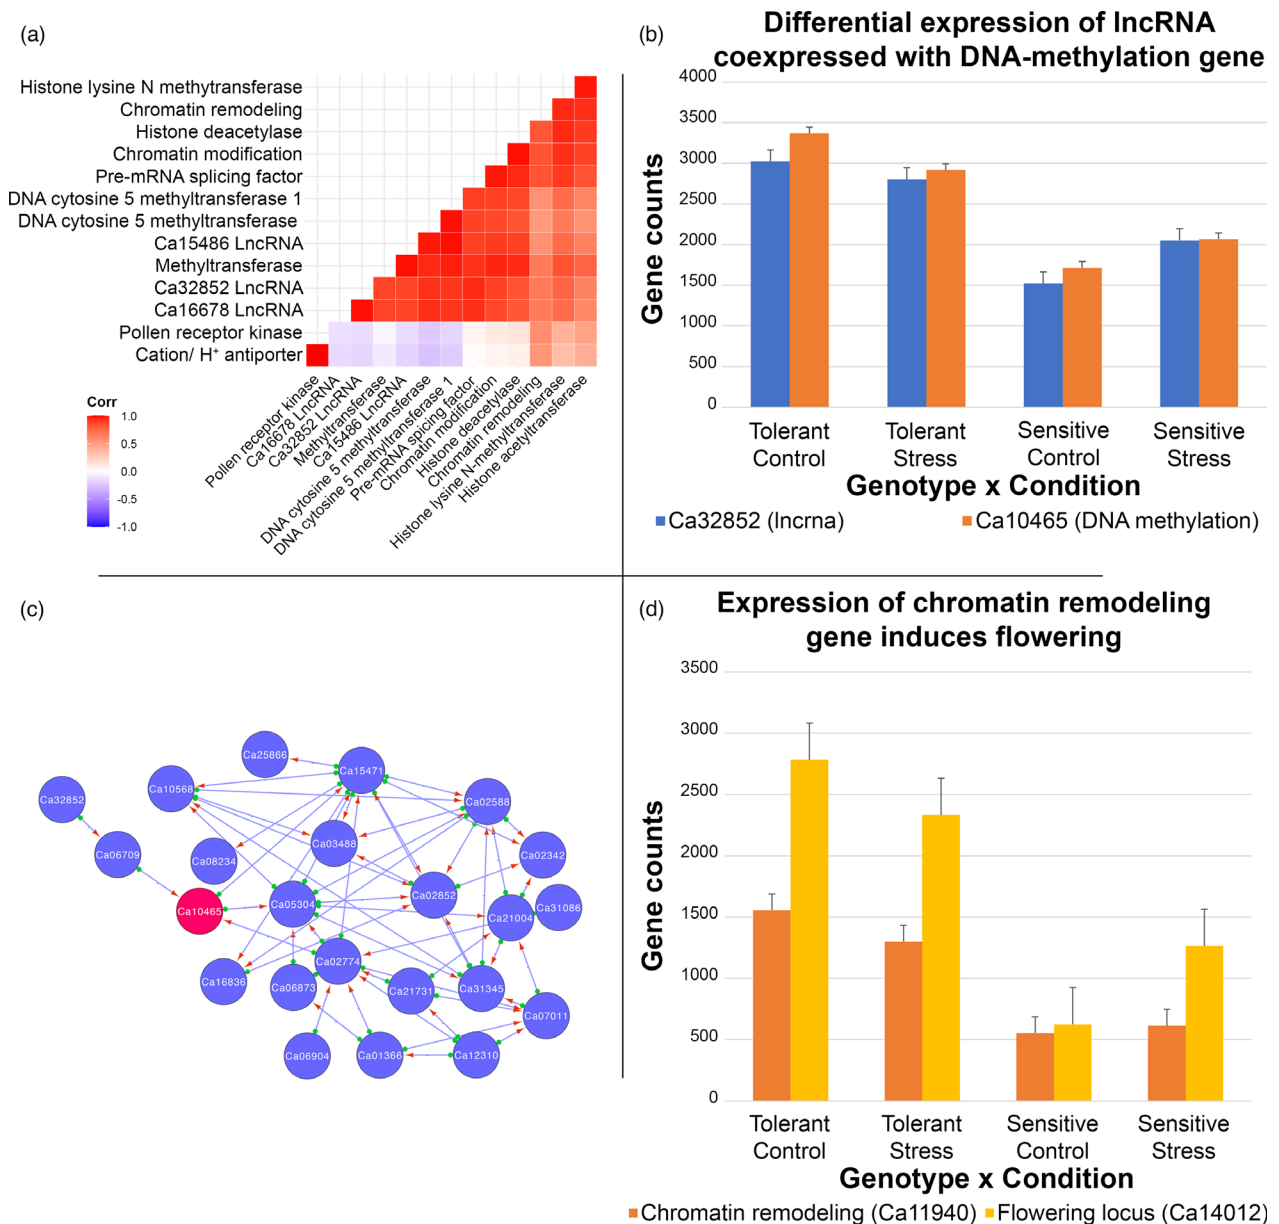 (a)
Histone lysine N methytransferase
Chromatin remodeling
Histone deacetylase
Chromatin modification
Pre-mRNA splicing factor
DNA cytosine 5 methyltransferase 1
DNA cytosine 5 methyltransferase
Ca15486 LncRNA
Methyltransferase
Ca32852 LncRNA
Ca16678 LncRNA
Pollen receptor kinase
Cation/ H⁺ antiporter
Pollen receptor kinase
Ca16678 LncRNA
Ca32852 LncRNA
Methyltransferase
Ca15486 LncRNA
DNA cytosine 5 methyltransferase
DNA cytosine 5 methyltransferase 1
Pre-mRNA splicing factor
Chromatin modification
Histone deacetylase
Chromatin remodeling
Histone lysine N-methyltransferase
Histone acetyltransferase
Corr
1.0
0.5
0.0
-0.5
-1.0
(b)
Differential expression of lncRNA
coexpressed with DNA-methylation gene
Gene counts
4000
3500
3000
2500
2000
1500
1000
500
0
Tolerant Control
Tolerant Stress
Sensitive Control
Sensitive Stress
Genotype x Condition
Ca32852 (lncrna)
Ca10465 (DNA methylation)
(c)
Ca25866
Ca15471
Ca10568
Ca32852
Ca02588
Ca03488
Ca06709
Ca08234
Ca02342
Ca02852
Ca05304
Ca10465
Ca31086
Ca21004
Ca02774
Ca16836
Ca06873
Ca21731
Ca31345
Ca07011
Ca06904
Ca01366
Ca12310
(d)
Expression of chromatin remodeling
gene induces flowering
Gene counts
3500
3000
2500
2000
1500
1000
500
0
Tolerant Control
Tolerant Stress
Sensitive Control
Sensitive Stress
Genotype x Condition
Chromatin remodeling (Ca11940)
Flowering locus (Ca14012)